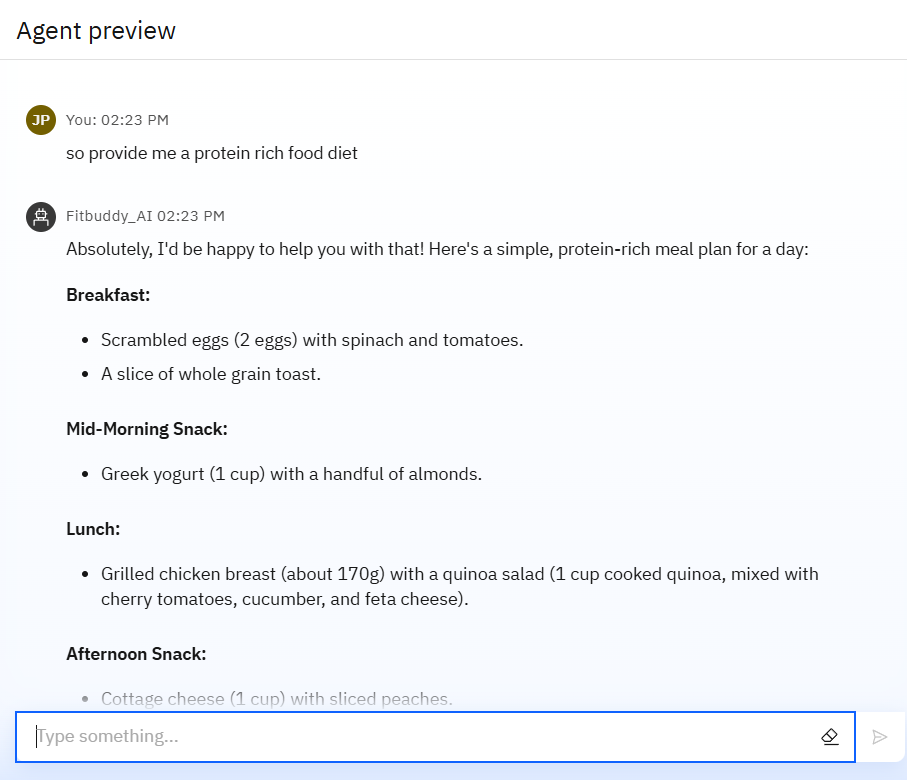 Agent preview
JP
You: 02:23 PM
so provide me a protein rich food diet
Fitbuddy_AI 02:23 PM
Absolutely, I'd be happy to help you with that! Here's a simple, protein-rich meal plan for a day:
Breakfast:
• Scrambled eggs (2 eggs) with spinach and tomatoes.
• A slice of whole grain toast.
Mid-Morning Snack:
• Greek yogurt (1 cup) with a handful of almonds.
Lunch:
• Grilled chicken breast (about 170g) with a quinoa salad (1 cup cooked quinoa, mixed with
cherry tomatoes, cucumber, and feta cheese).
Afternoon Snack:
• Cottage cheese (1 cup) with sliced peaches.
Type something...